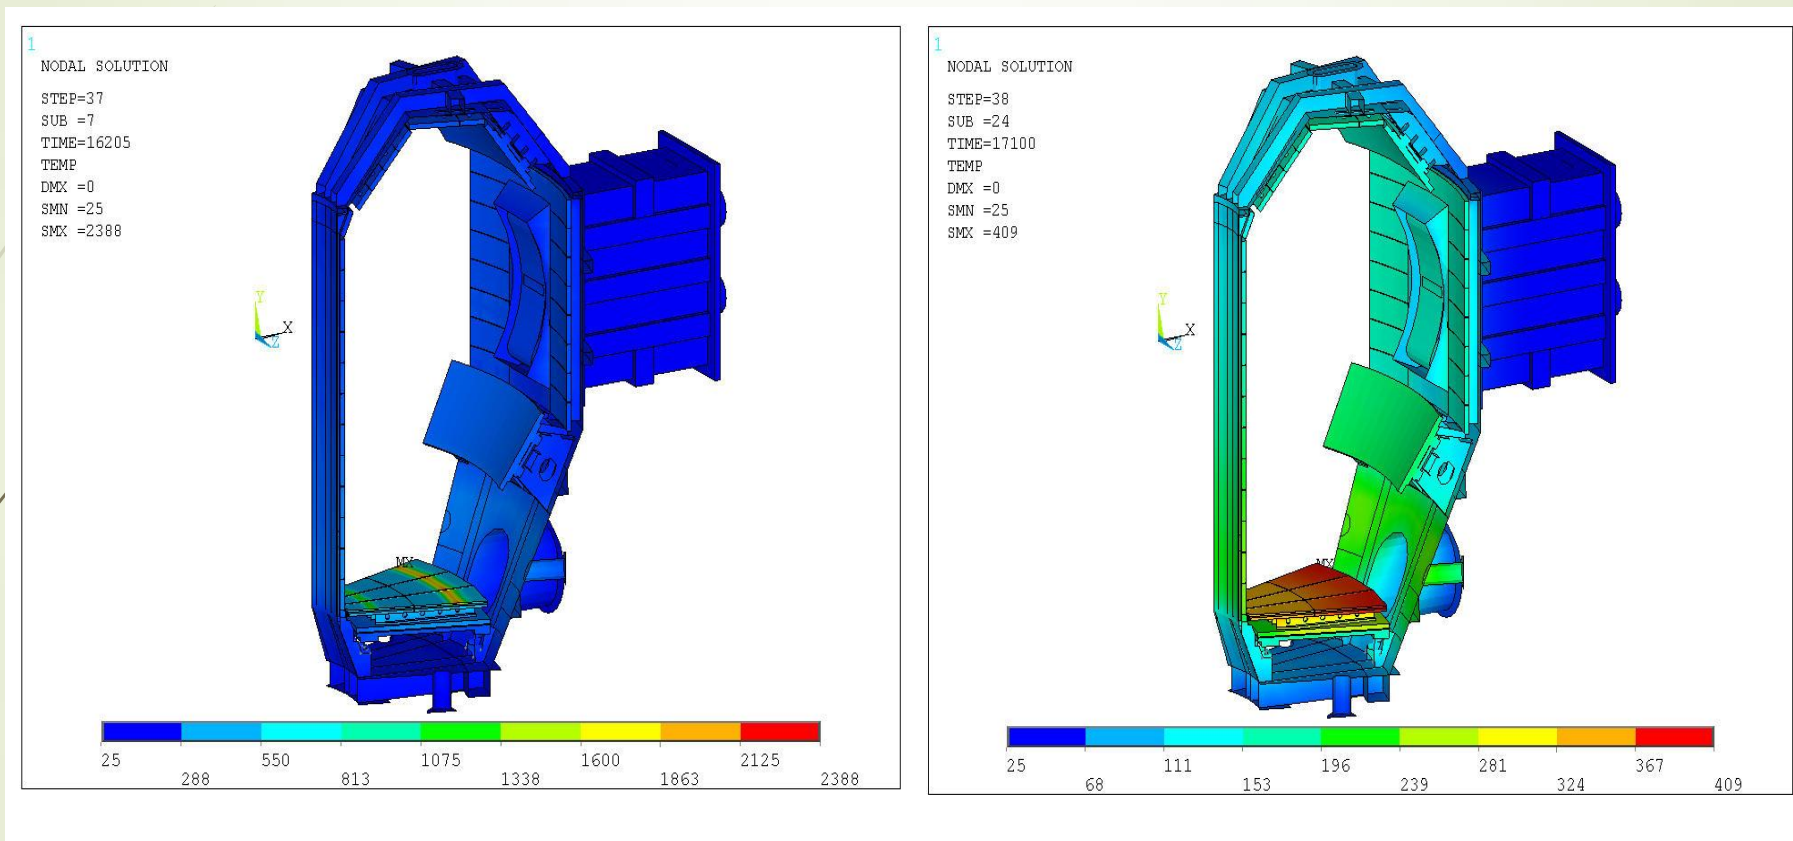 1
NODAL SOLUTION
STEP=37
SUB =7
TIME=16205
TEMP
DMX =0
SMN =25
SMX =2388
Y
X
Z
MX
25
288
550
813
1075
1338
1600
1863
2125
2388
1
NODAL SOLUTION
STEP=38
SUB =24
TIME=17100
TEMP
DMX =0
SMN =25
SMX =409
Y
X
Z
MX
25
68
111
153
196
239
281
324
367
409